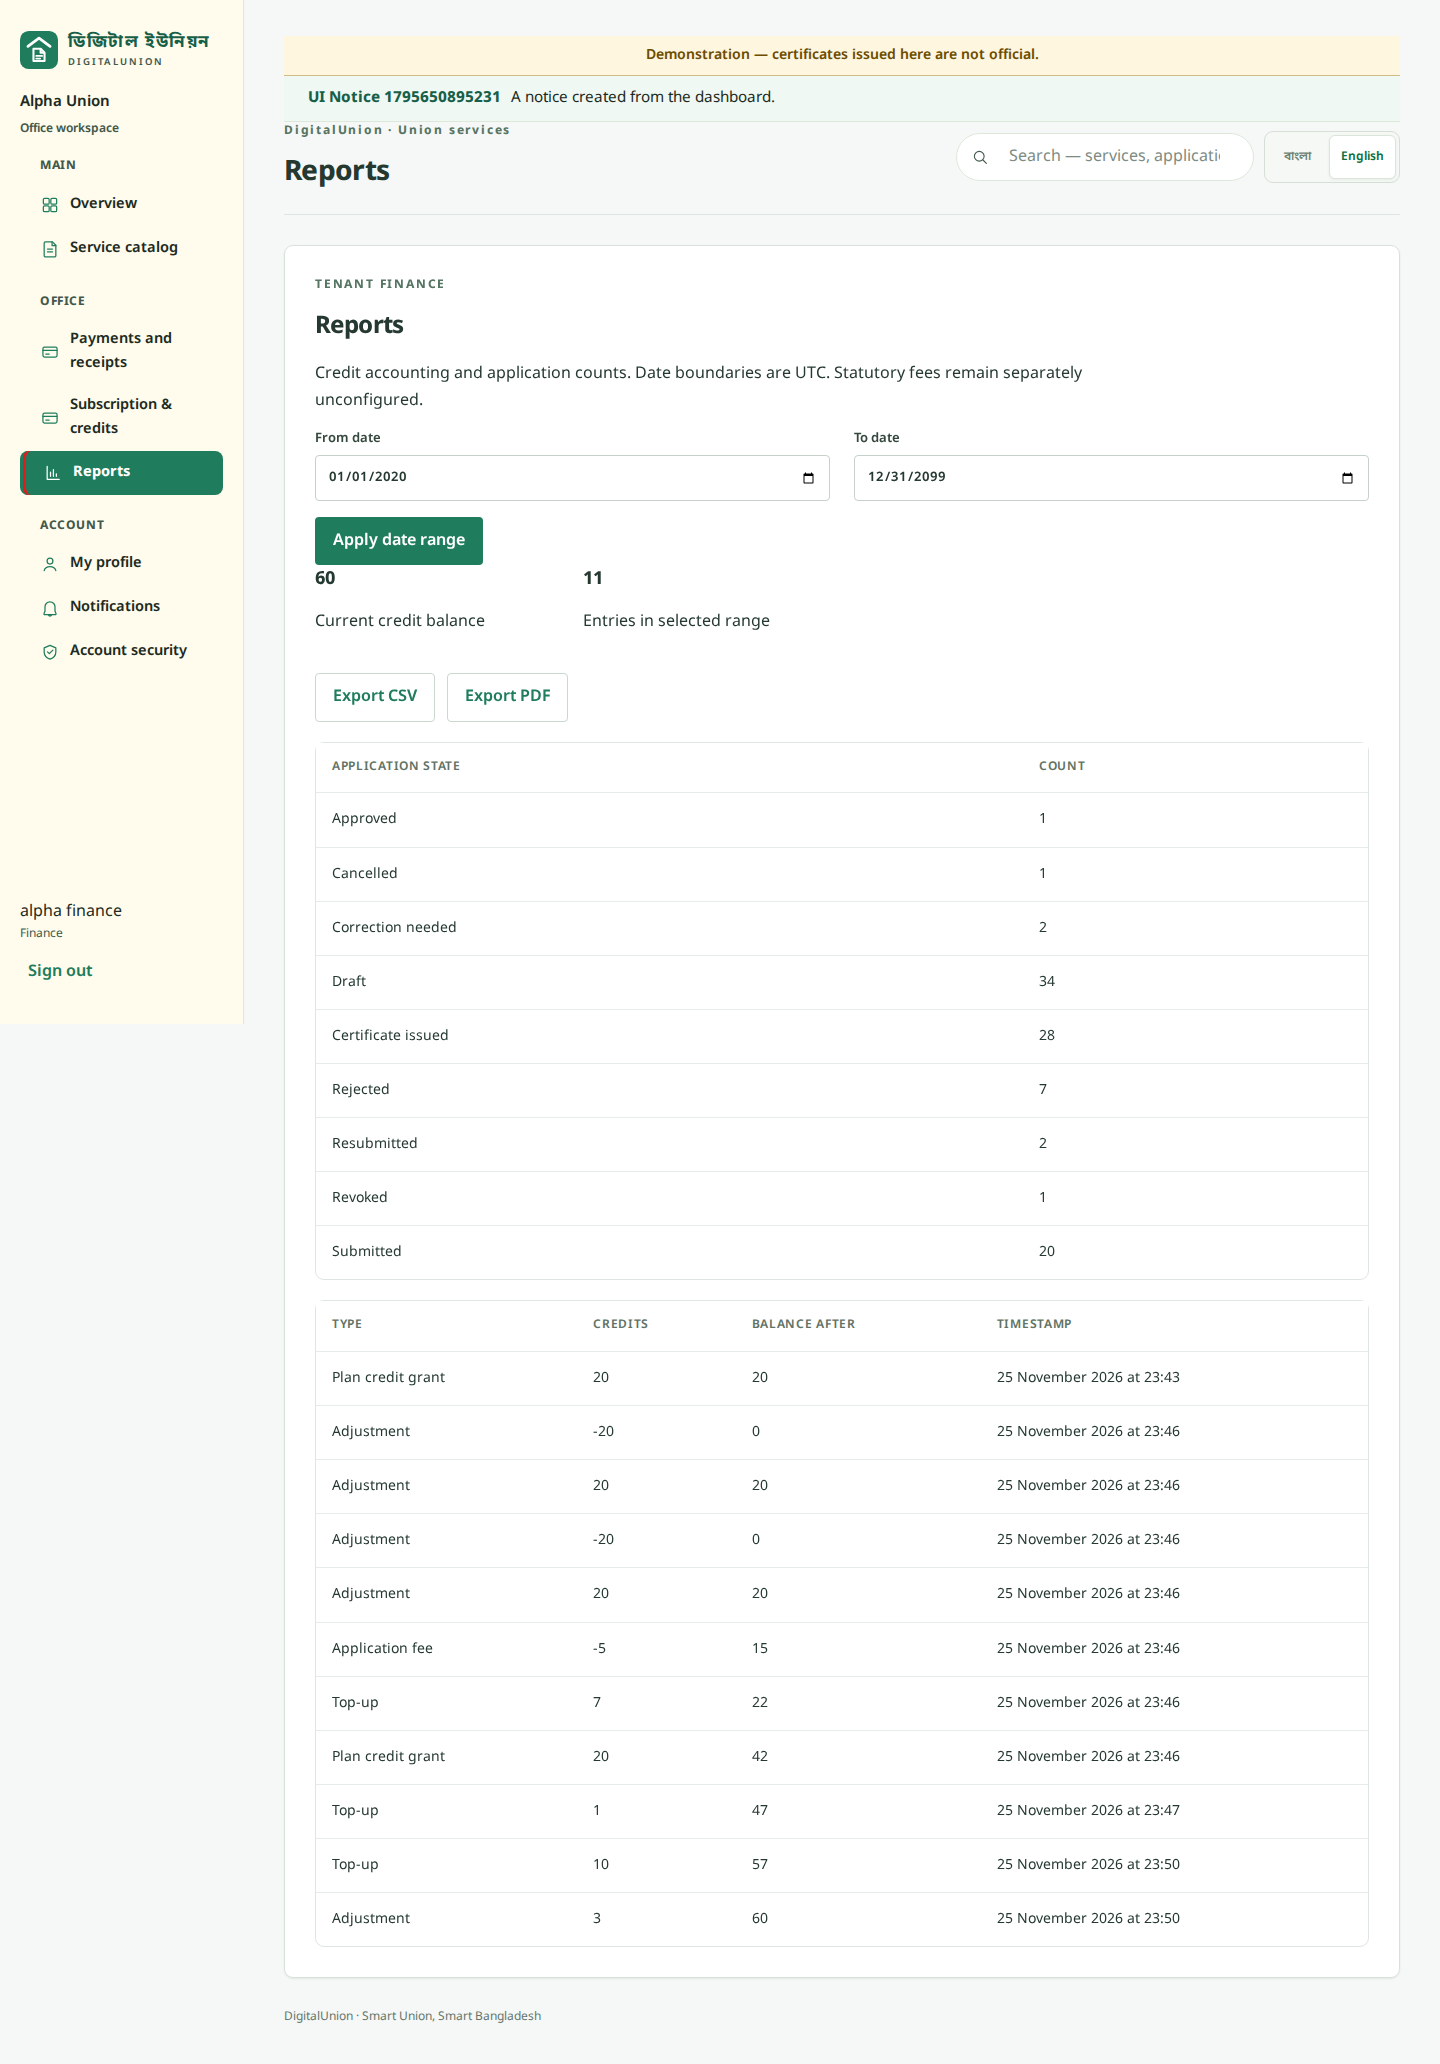 ডিজিটাল ইউনিয়ন
DIGITALUNION
Alpha Union
Office workspace
MAIN
Overview
Service catalog
OFFICE
Payments and
receipts
Subscription &
credits
Reports
ACCOUNT
My profile
Notifications
Account security
alpha finance
Finance
Sign out
Demonstration — certificates issued here are not official.
UI Notice 1795650895231 A notice created from the dashboard.
DigitalUnion · Union services
Reports
Search — services, applicati
বাংলা English
TENANT FINANCE
Reports
Credit accounting and application counts. Date boundaries are UTC. Statutory fees remain separately
unconfigured.
From date To date
01/01/2020 12/31/2099
Apply date range
60 11
Current credit balance Entries in selected range
Export CSV Export PDF
APPLICATION STATE COUNT
Approved 1
Cancelled 1
Correction needed 2
Draft 34
Certificate issued 28
Rejected 7
Resubmitted 2
Revoked 1
Submitted 20
TYPE CREDITS BALANCE AFTER TIMESTAMP
Plan credit grant 20 20 25 November 2026 at 23:43
Adjustment -20 0 25 November 2026 at 23:46
Adjustment 20 20 25 November 2026 at 23:46
Adjustment -20 0 25 November 2026 at 23:46
Adjustment 20 20 25 November 2026 at 23:46
Application fee -5 15 25 November 2026 at 23:46
Top-up 7 22 25 November 2026 at 23:46
Plan credit grant 20 42 25 November 2026 at 23:46
Top-up 1 47 25 November 2026 at 23:47
Top-up 10 57 25 November 2026 at 23:50
Adjustment 3 60 25 November 2026 at 23:50
DigitalUnion · Smart Union, Smart Bangladesh